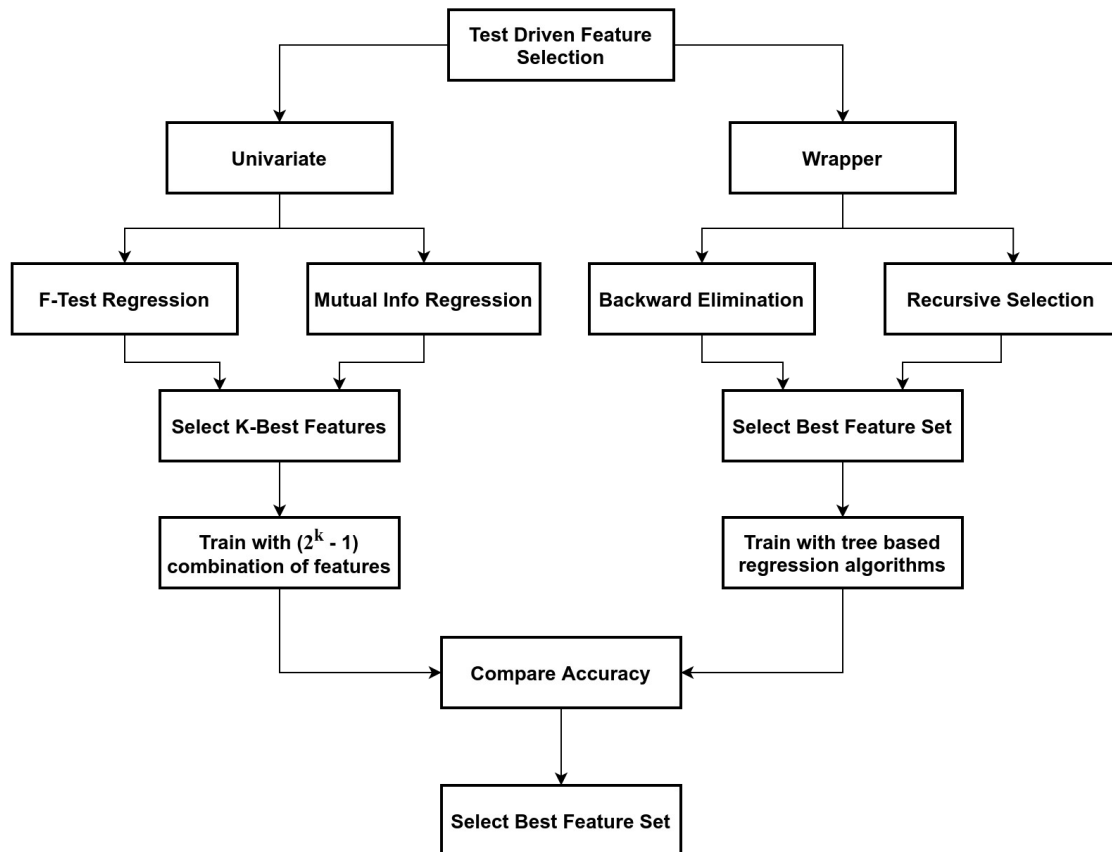 Test Driven Feature
Selection
Univariate
Wrapper
F-Test Regression
Mutual Info Regression
Backward Elimination
Recursive Selection
Select K-Best Features
Select Best Feature Set
Train with (2^k - 1)
combination of features
Train with tree based
regression algorithms
Compare Accuracy
Select Best Feature Set